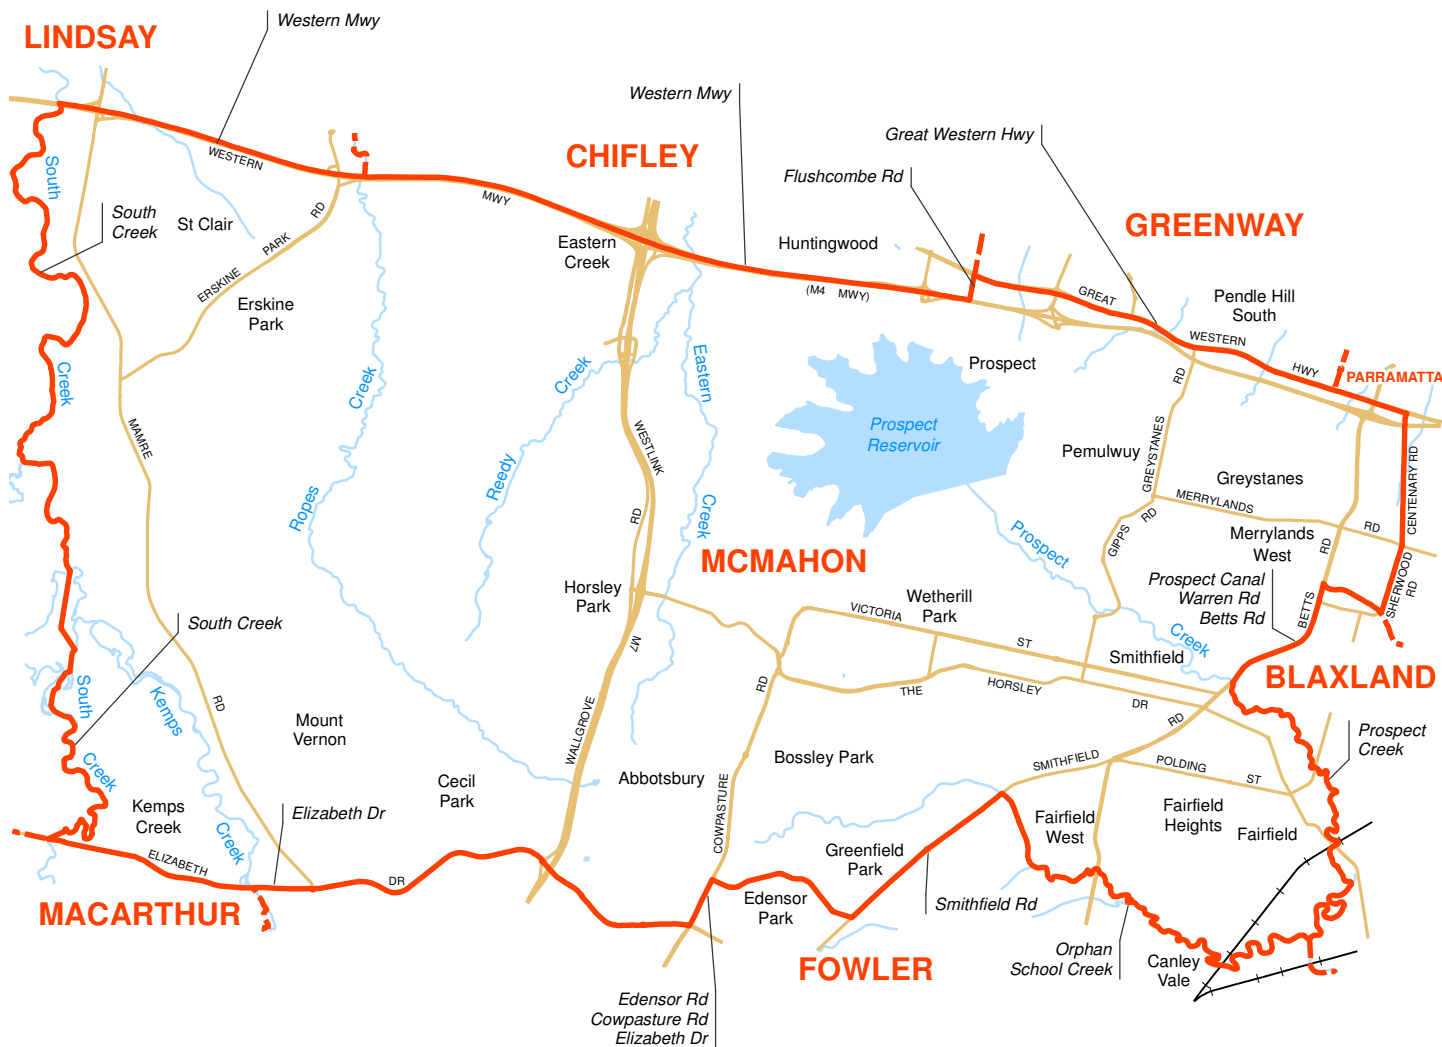 Western Mwy
LINDSAY
Western Mwy
Great Western Hwy
CHIFLEY
Flushcombe Rd
WESTERN
MWY
South
South
Creek
St Clair
RD
PARK
ERSKINE
Erskine
Park
Eastern
Creek
Huntingwood
(M4 MWY)
GREENWAY
GREAT
WESTERN
HWY
Pendle Hill
South
PARRAMATTA
Prospect
Prospect
Reservoir
Creek
Creek
Creek
Eastern
Creek
Reedy
Ropes
MAMRE
WESTLINK
RD
RD
GREYSTANES
Pemulwuy
Greystanes
MERRYLANDS
RD
CENTENARY RD
GIPPS
RD
Merrylands
West
RD
Prospect
MCMAHON
Horsley
Park
M7
Wetherill
Park
VICTORIA
ST
Prospect Canal
Warren Rd
Betts Rd
BETTS
SHERWOOD
RD
Creek
Smithfield
BLAXLAND
South Creek
South
Kemps
RD
Mount
Vernon
WALLGROVE
RD
THE
HORSLEY
DR
RD
Prospect
Creek
Creek
Cecil
Park
Abbotsbury
Bossley Park
SMITHFIELD
POLDING
ST
COWPASTURE
Kemps
Creek
Elizabeth Dr
Creek
ELIZABETH
DR
Fairfield
West
Fairfield
Heights
Fairfield
Greenfield
Park
Edensor
Park
Smithfield Rd
MACARTHUR
FOWLER
Orphan
School Creek
Canley
Vale
Edensor Rd
Cowpasture Rd
Elizabeth Dr